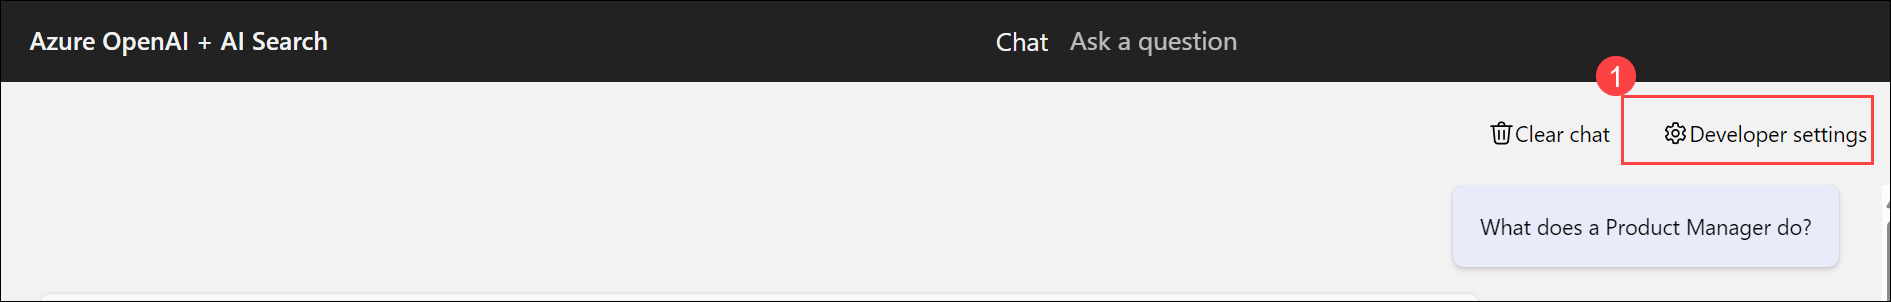 Azure OpenAI + AI Search
Chat Ask a question
1
Clear chat
Developer settings
What does a Product Manager do?